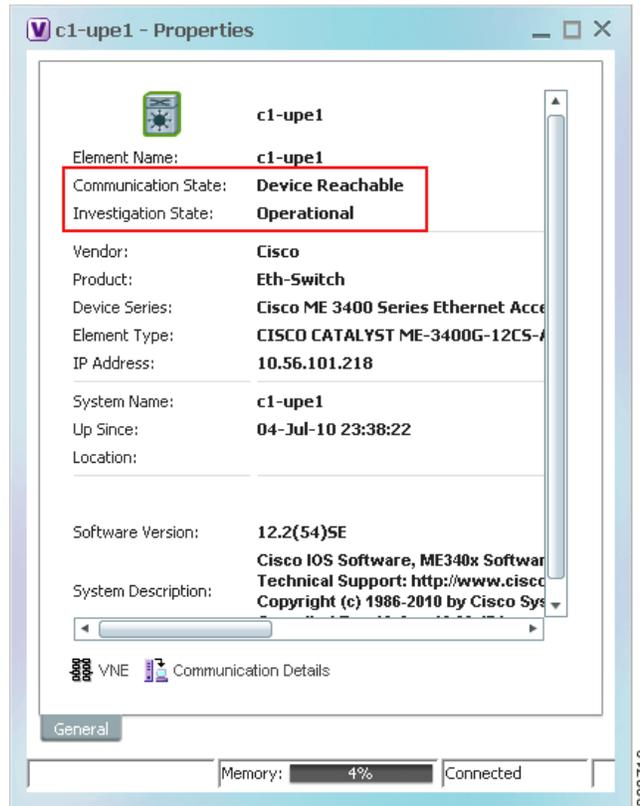 V c1-upe1 - Properties
c1-upe1
Element Name: c1-upe1
Communication State: Device Reachable
Investigation State: Operational
Vendor: Cisco
Product: Eth-Switch
Device Series: Cisco ME 3400 Series Ethernet Acce
Element Type: CISCO CATALYST ME-3400G-12CS-
IP Address: 10.56.101.218
System Name: c1-upe1
Up Since: 04-Jul-10 23:38:22
Location:
Software Version: 12.2(54)SE
Cisco IOS Software, ME340x Softwar
System Description: Technical Support: http://www.cisco
Copyright (c) 1986-2010 by Cisco Sys
VNE Communication Details
General
Memory: 4% Connected